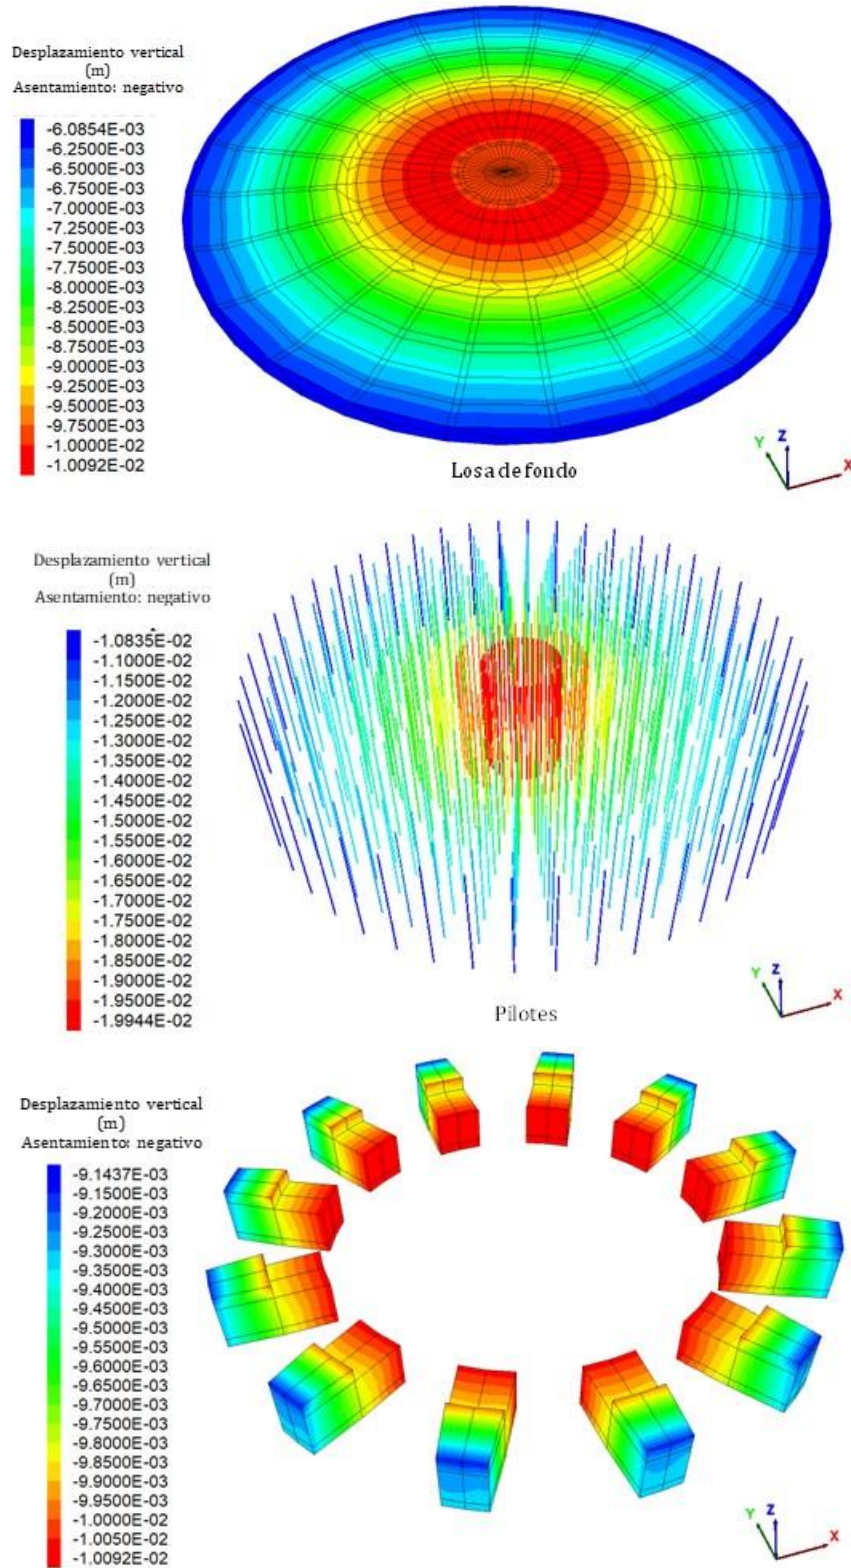 Desplazamiento vertical
(m)
Asentamiento: negativo
-6.0854E-03
-6.2500E-03
-6.5000E-03
-6.7500E-03
-7.0000E-03
-7.2500E-03
-7.5000E-03
-7.7500E-03
-8.0000E-03
-8.2500E-03
-8.5000E-03
-8.7500E-03
-9.0000E-03
-9.2500E-03
-9.5000E-03
-9.7500E-03
-1.0000E-02
-1.0092E-02
Y Z X
Losa de fondo
Desplazamiento vertical
(m)
Asentamiento: negativo
-1.0835E-02
-1.1000E-02
-1.1500E-02
-1.2000E-02
-1.2500E-02
-1.3000E-02
-1.3500E-02
-1.4000E-02
-1.4500E-02
-1.5000E-02
-1.5500E-02
-1.6000E-02
-1.6500E-02
-1.7000E-02
-1.7500E-02
-1.8000E-02
-1.8500E-02
-1.9000E-02
-1.9500E-02
-1.9944E-02
Y Z X
Pilotes
Desplazamiento vertical
(m)
Asentamiento: negativo
-9.1437E-03
-9.1500E-03
-9.2000E-03
-9.2500E-03
-9.3000E-03
-9.3500E-03
-9.4000E-03
-9.4500E-03
-9.5000E-03
-9.5500E-03
-9.6000E-03
-9.6500E-03
-9.7000E-03
-9.7500E-03
-9.8000E-03
-9.8500E-03
-9.9000E-03
-9.9500E-03
-1.0000E-02
-1.0050E-02
-1.0092E-02
Y Z X